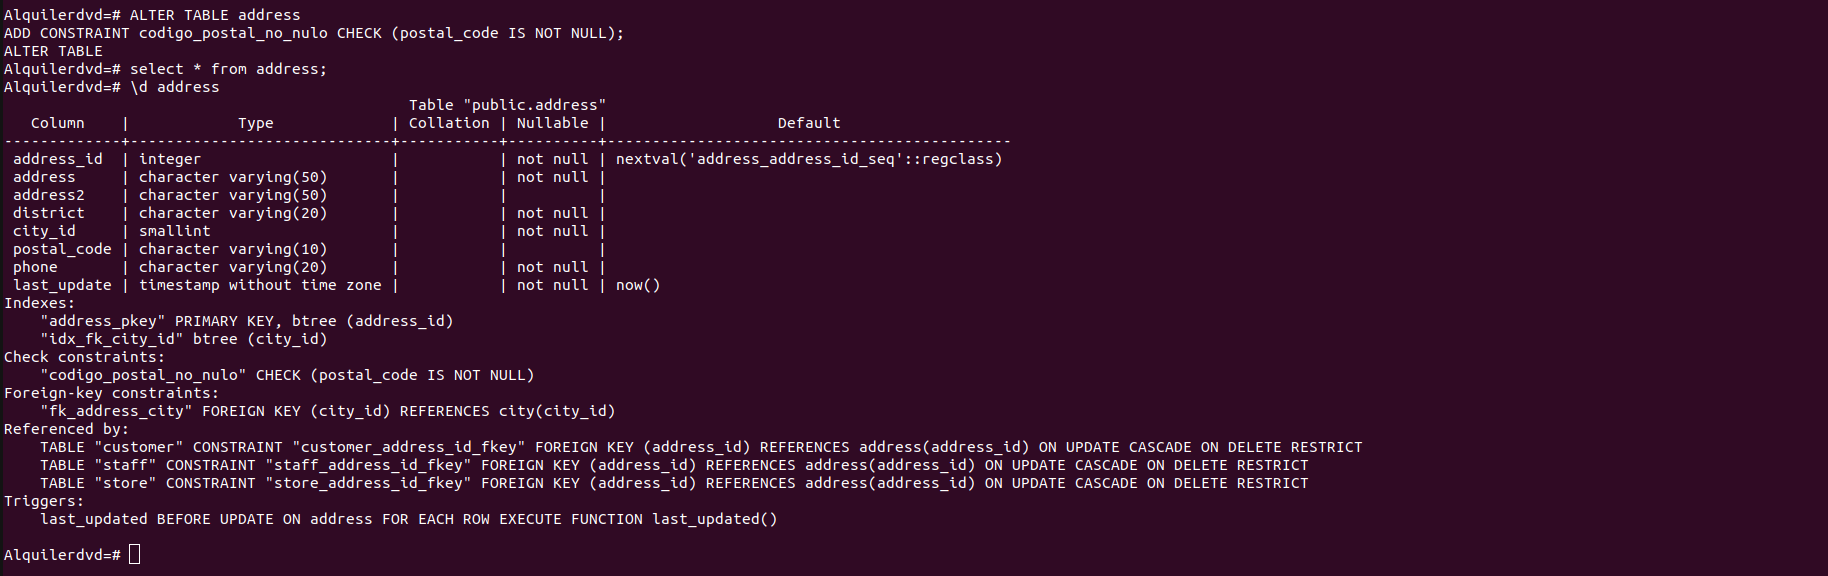 Alquilerdvd=# ALTER TABLE address
ADD CONSTRAINT codigo_postal_no_nulo CHECK (postal_code IS NOT NULL);
ALTER TABLE
Alquilerdvd=# select * from address;
Alquilerdvd=# \d address
                                             Table "public.address"
   Column    |            Type             | Collation | Nullable |                   Default
-------------+-----------------------------+-----------+----------+---------------------------------------------
 address_id  | integer                     |           | not null | nextval('address_address_id_seq'::regclass)
 address     | character varying(50)       |           | not null |
 address2    | character varying(50)       |           |          |
 district    | character varying(20)       |           | not null |
 city_id     | smallint                    |           | not null |
 postal_code | character varying(10)       |           |          |
 phone       | character varying(20)       |           | not null |
 last_update | timestamp without time zone |           | not null | now()
Indexes:
    "address_pkey" PRIMARY KEY, btree (address_id)
    "idx_fk_city_id" btree (city_id)
Check constraints:
    "codigo_postal_no_nulo" CHECK (postal_code IS NOT NULL)
Foreign-key constraints:
    "fk_address_city" FOREIGN KEY (city_id) REFERENCES city(city_id)
Referenced by:
    TABLE "customer" CONSTRAINT "customer_address_id_fkey" FOREIGN KEY (address_id) REFERENCES address(address_id) ON UPDATE CASCADE ON DELETE RESTRICT
    TABLE "staff" CONSTRAINT "staff_address_id_fkey" FOREIGN KEY (address_id) REFERENCES address(address_id) ON UPDATE CASCADE ON DELETE RESTRICT
    TABLE "store" CONSTRAINT "store_address_id_fkey" FOREIGN KEY (address_id) REFERENCES address(address_id) ON UPDATE CASCADE ON DELETE RESTRICT
Triggers:
    last_updated BEFORE UPDATE ON address FOR EACH ROW EXECUTE FUNCTION last_updated()
Alquilerdvd=#